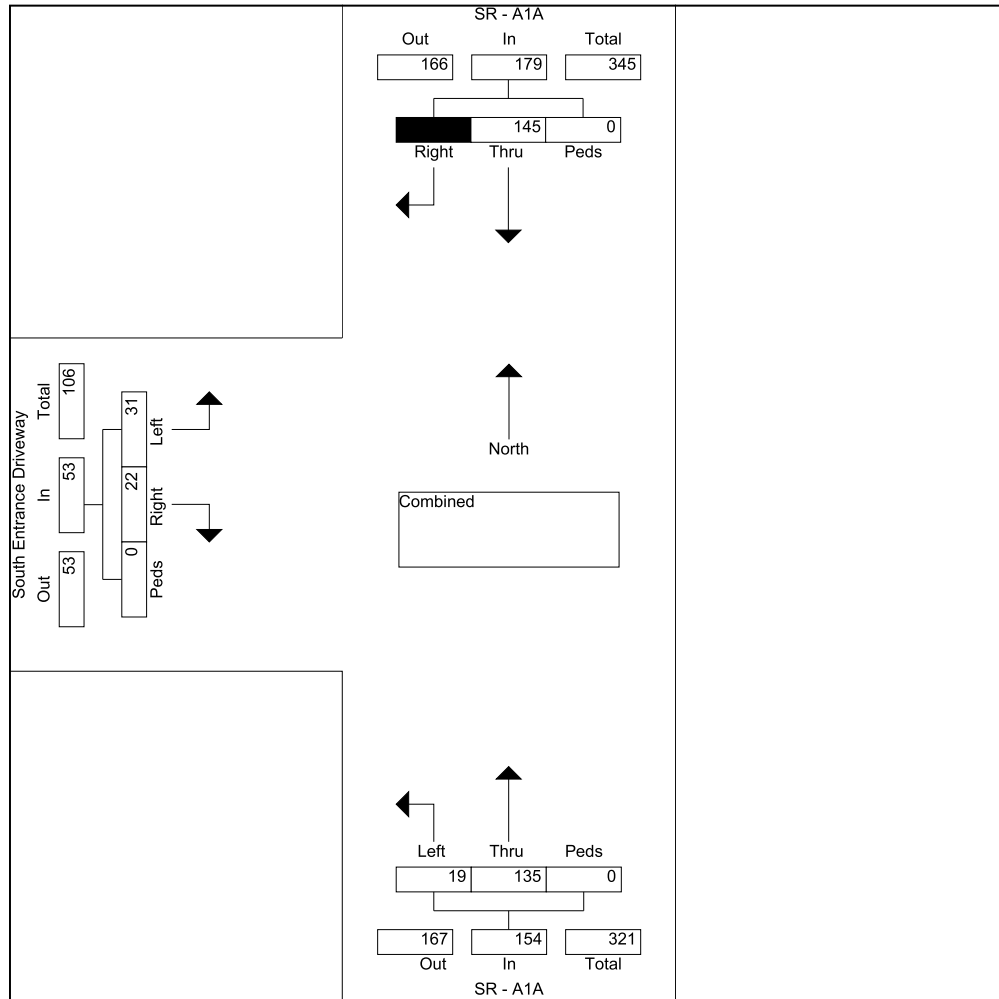 SR - A1A
Out In Total
166 179 345
145 0
Right Thru Peds
South Entrance Driveway
Total In Out
106 53 53
31 22 0
Left Right Peds
North
Combined
Left Thru Peds
19 135 0
167 154 321
Out In Total
SR - A1A